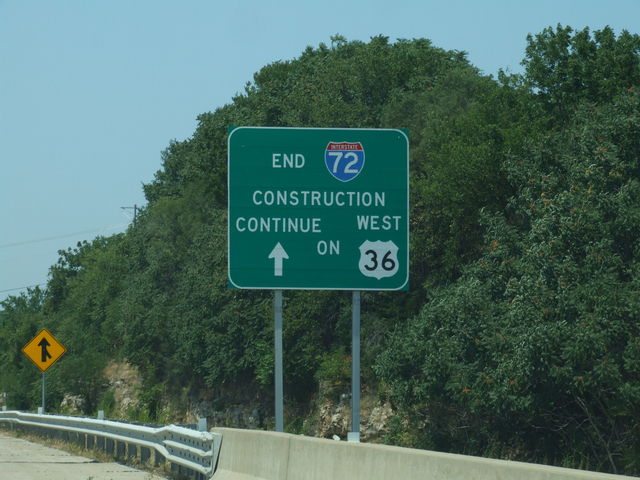 END INTERSTATE 72
CONSTRUCTION
CONTINUE WEST
ON 36